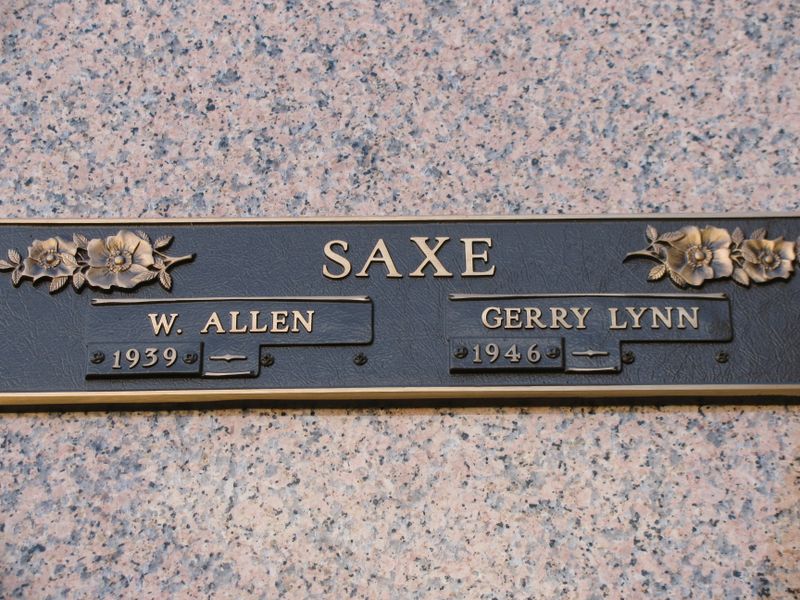 SAXE
W. ALLEN
1939 –
GERRY LYNN
1946 –